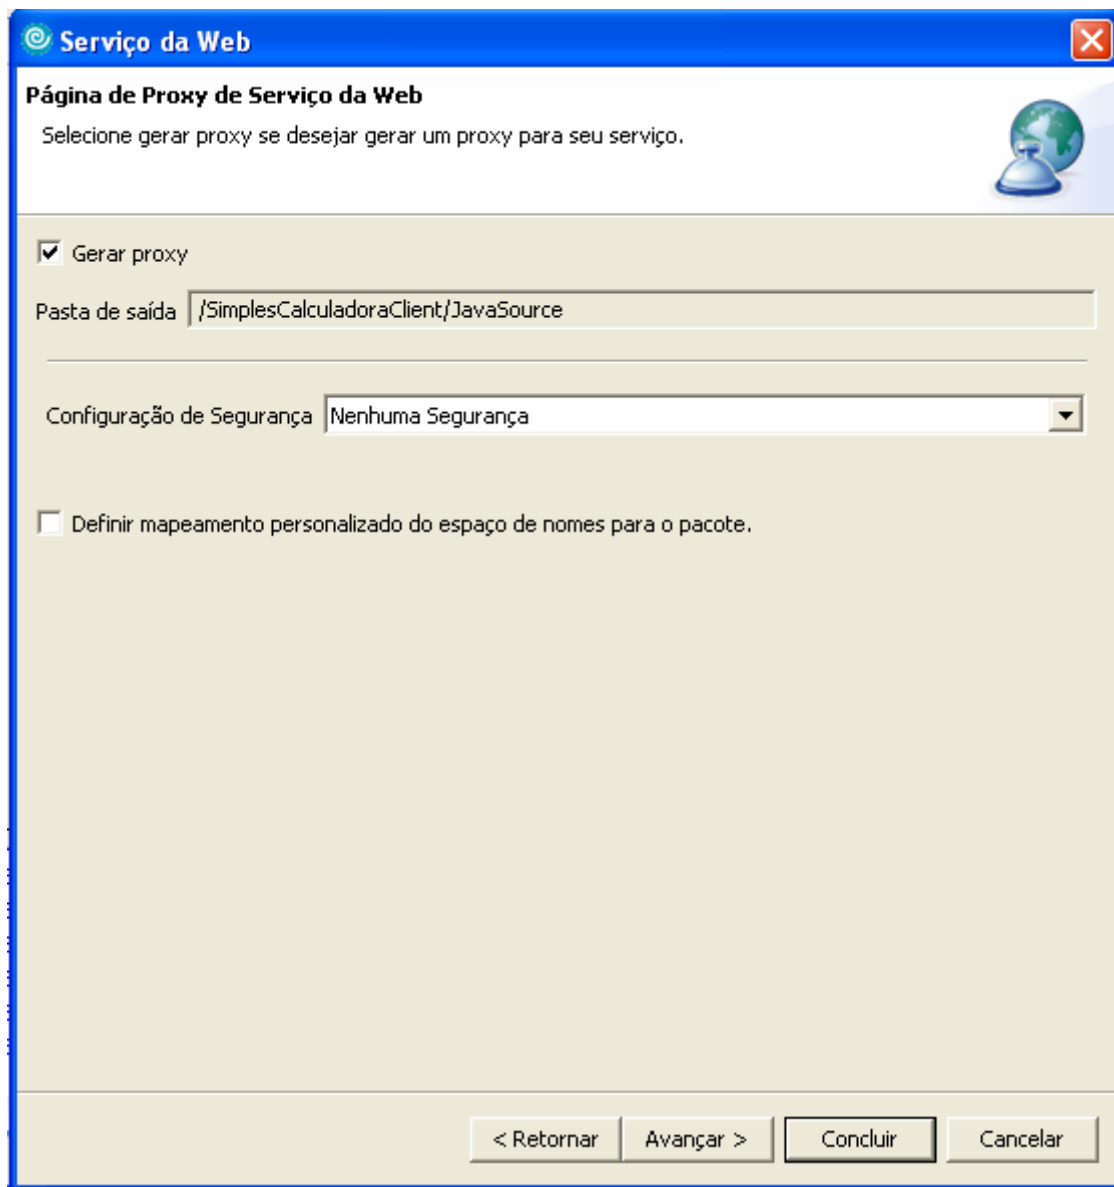 Serviço da Web
Página de Proxy de Serviço da Web
Selecione gerar proxy se desejar gerar um proxy para seu serviço.
Gerar proxy
Pasta de saída /SimplesCalculadoraClient/JavaSource
Configuração de Segurança Nenhuma Segurança
Definir mapeamento personalizado do espaço de nomes para o pacote.
< Retornar Avançar > Concluir Cancelar